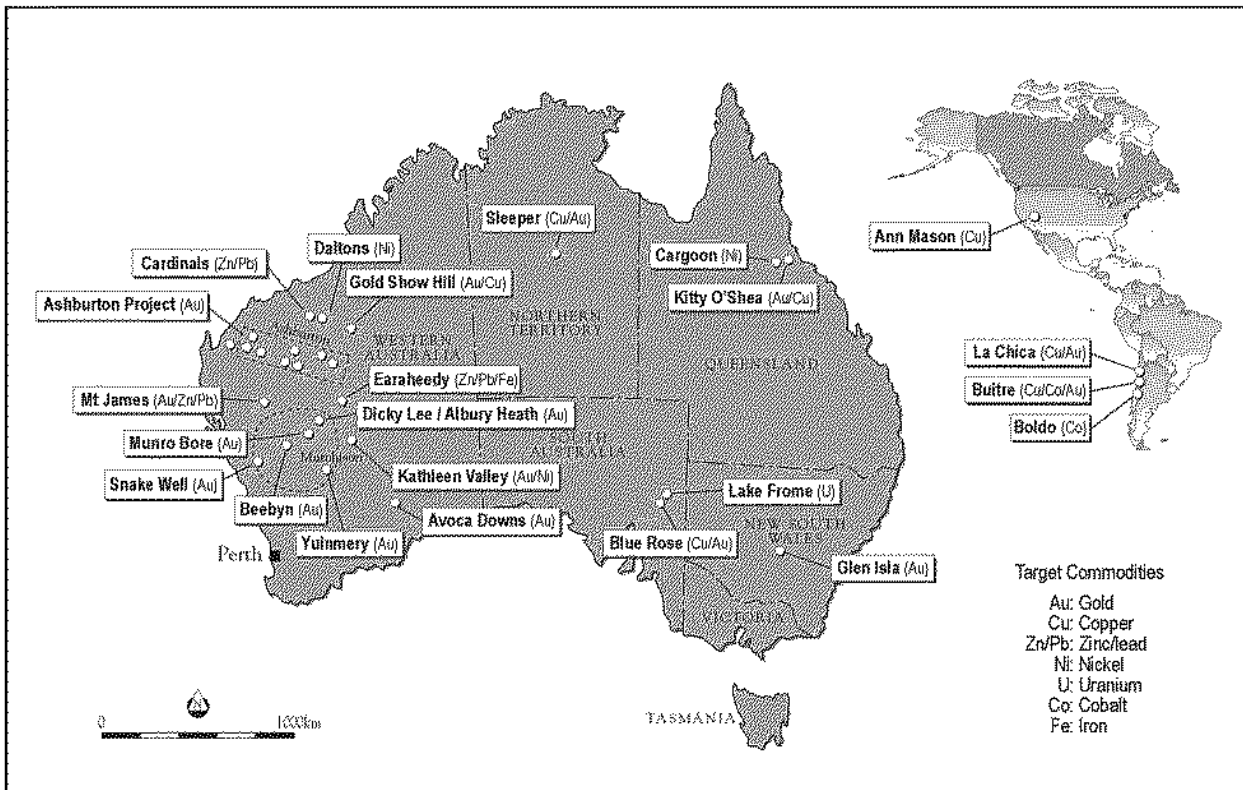 Sleeper (Cu/Au)
Daltons (Ni)
Cardinals (Zn/Pb)
Gold Show Hill (Au/Cu)
Ashburton Project (Au)
Cargoon (Ni)
Kitty O'Shea (Au/Cu)
Ann Mason (Cu)
NORTHERN
TERRITORY
WESTERN
AUSTRALIA
QUEENSLAND
Earaheedy (Zn/Pb/Fe)
Mt James (Au/Zn/Pb)
Dicky Lee / Albury Heath (Au)
Munro Bore (Au)
SOUTH
AUSTRALIA
Murchison
Snake Well (Au)
Kathleen Valley (Au/Ni)
Beebyn (Au)
Avoca Downs (Au)
Yuinmery (Au)
Perth
Lake Frome (U)
NEW SOUTH
WALES
Blue Rose (Cu/Au)
Glen Isla (Au)
VICTORIA
TASMANIA
La Chica (Cu/Au)
Buitre (Cu/Co/Au)
Boldo (Co)
Target Commodities
Au: Gold
Cu: Copper
Zn/Pb: Zinc/lead
Ni: Nickel
U: Uranium
Co: Cobalt
Fe: Iron
N
0 1000km